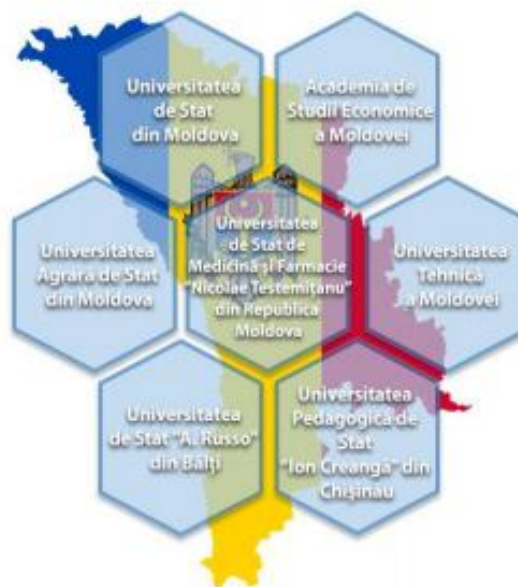 Universitatea
de Stat
din Moldova
Academia de
Studii Economice
a Moldovei
Universitatea
Agrara de Stat
din Moldova
Universitatea
de Stat de
Medicină și Farmacie
"Nicolae Testemițanu"
din Republica
Moldova
Universitatea
Tehnică
a Moldovei
Universitatea
de Stat "A. Russo"
din Bălți
Universitatea
Pedagogică de
Stat
"Ion Creangă" din
Chișinău